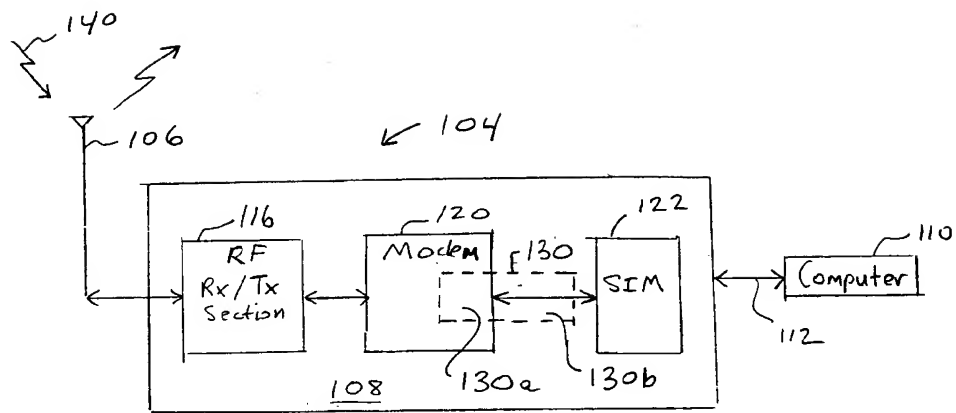 140
106
104
116
120
122
110
RF
Rx/Tx
Section
Modem
130
SIM
Computer
112
108
130a
130b